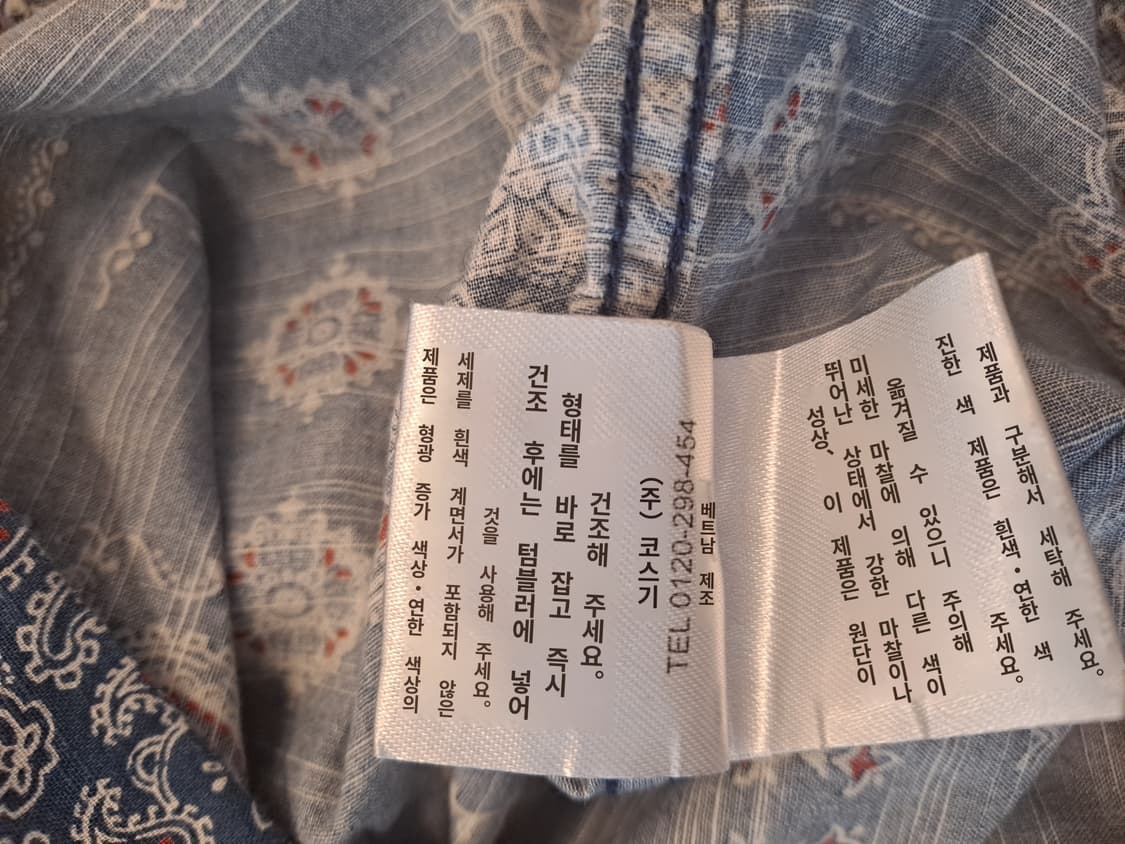 제품은 형광 증가 색상・연한 색상의
세제를 흰색 계면서가 포함되지 않은
것을 사용해 주세요。
건조 후에는 텀블러에 넣어
형태를 바로 잡고 즉시
건조해 주세요。
(주) 코스기
TEL 0120-298-454
베트남 제조
성상、 이 제품은 원단이
뛰어난 상태에서 강한 마찰이나
미세한 마찰에 의해 다른 색이
옮겨질 수 있으니 주의해
주세요。
진한 색 제품은 흰색・연한 색
제품과 구분해서 세탁해 주세요。